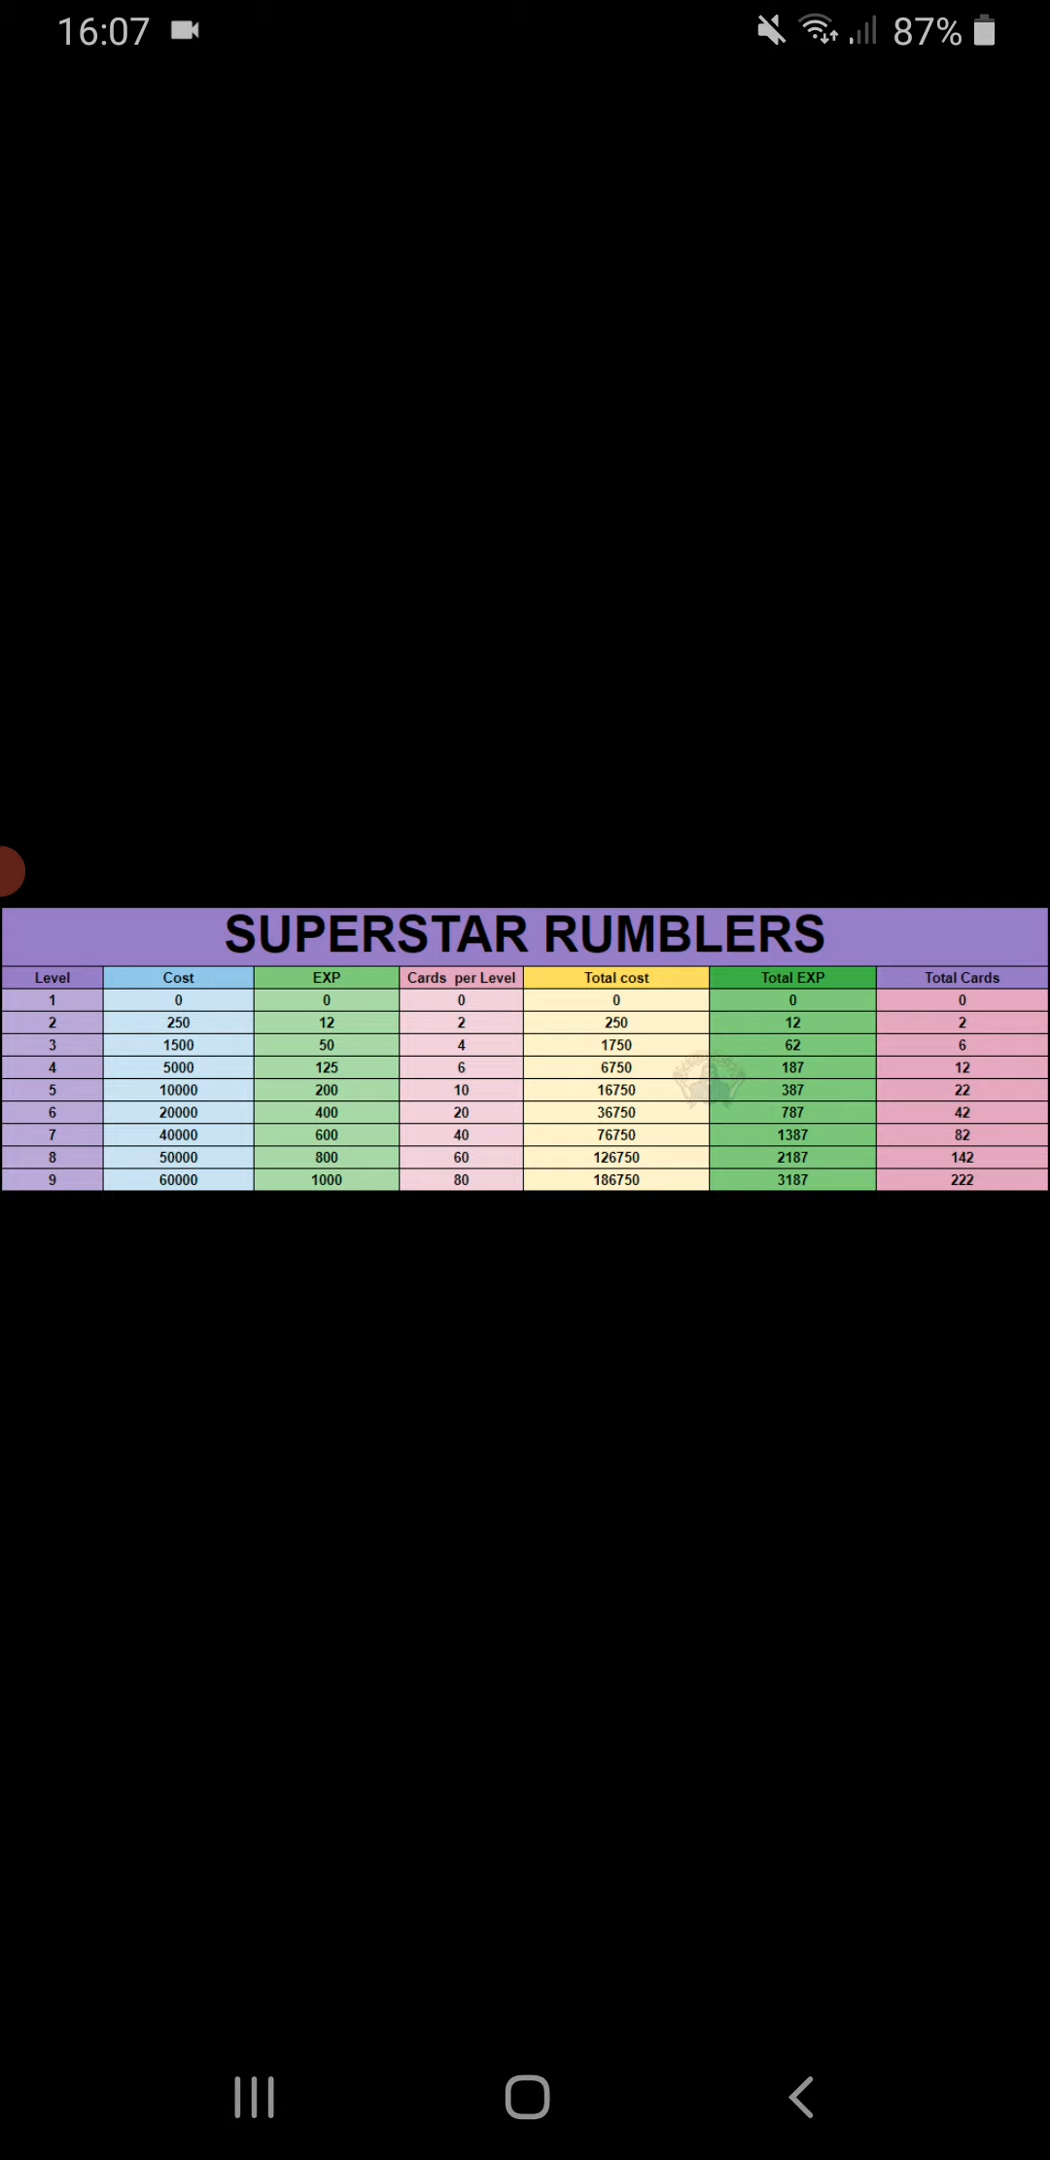 16:07 87%
SUPERSTAR RUMBLERS
Level Cost EXP Cards per Level Total cost Total EXP Total Cards
1 0 0 0 0 0 0
2 250 12 2 250 12 2
3 1500 50 4 1750 62 6
4 5000 125 6 6750 187 12
5 10000 200 10 16750 387 22
6 20000 400 20 36750 787 42
7 40000 600 40 76750 1387 82
8 50000 800 60 126750 2187 142
9 60000 1000 80 186750 3187 222